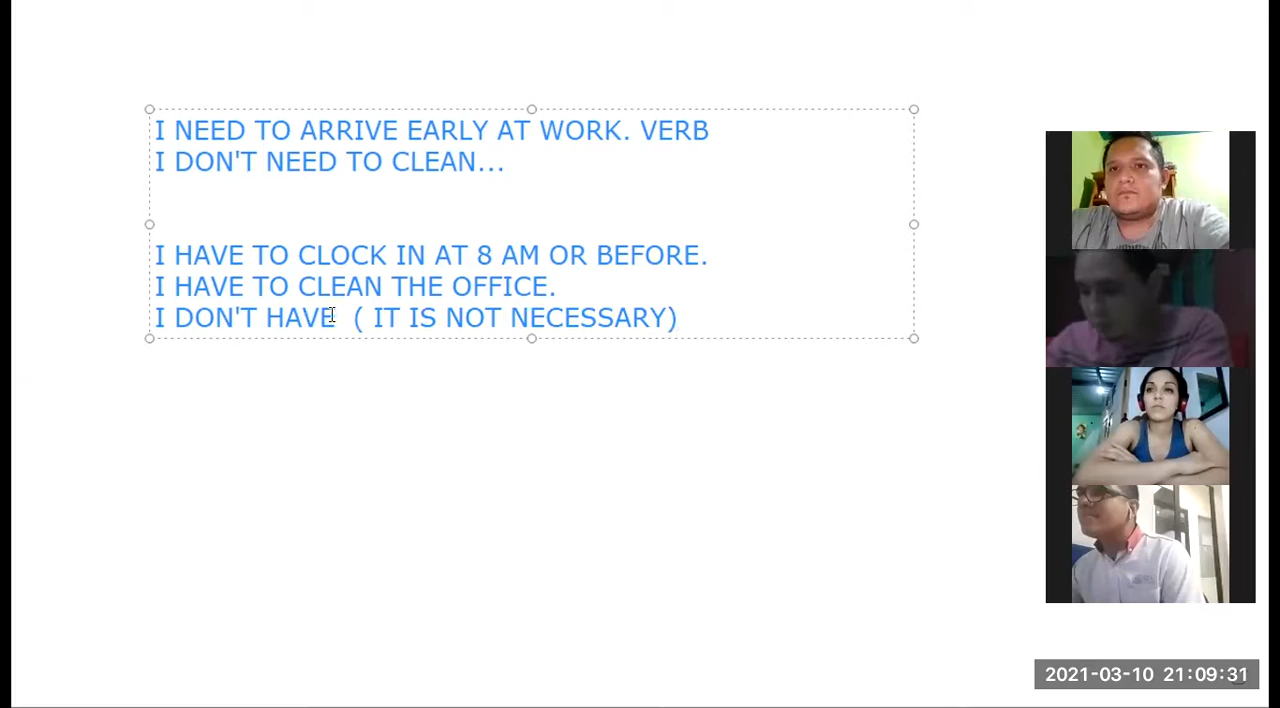 I NEED TO ARRIVE EARLY AT WORK. VERB
I DON'T NEED TO CLEAN...
I HAVE TO CLOCK IN AT 8 AM OR BEFORE.
I HAVE TO CLEAN THE OFFICE.
I DON'T HAVE ( IT IS NOT NECESSARY)
2021-03-10 21:09:31